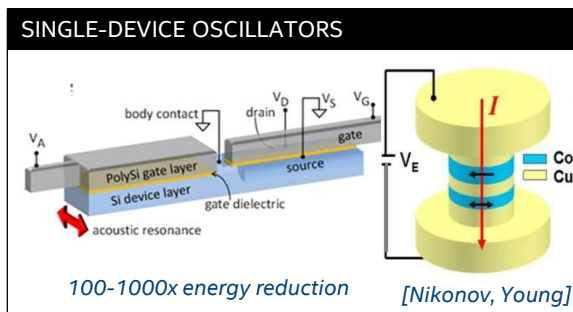 SINGLE-DEVICE OSCILLATORS
body contact
drain
V_D
V_S
V_G
V_A
gate
PolySi gate layer
Si device layer
source
gate dielectric
acoustic resonance
100-1000x energy reduction
I
V_E
Co
Cu
[Nikonov, Young]